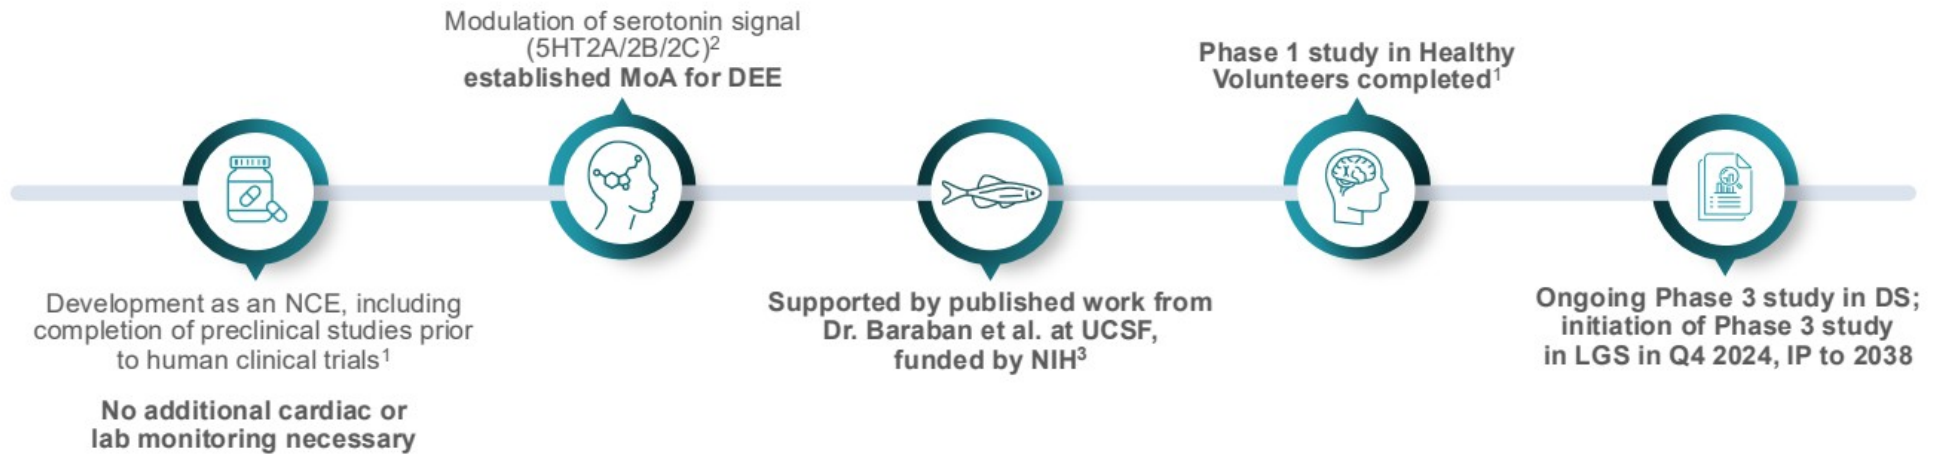 Development as an NCE, including
completion of preclinical studies prior
to human clinical trials¹
No additional cardiac or
lab monitoring necessary
Modulation of serotonin signal
(5HT2A/2B/2C)²
established MoA for DEE
Supported by published work from
Dr. Baraban et al. at UCSF,
funded by NIH³
Phase 1 study in Healthy
Volunteers completed¹
Ongoing Phase 3 study in DS;
initiation of Phase 3 study
in LGS in Q4 2024, IP to 2038